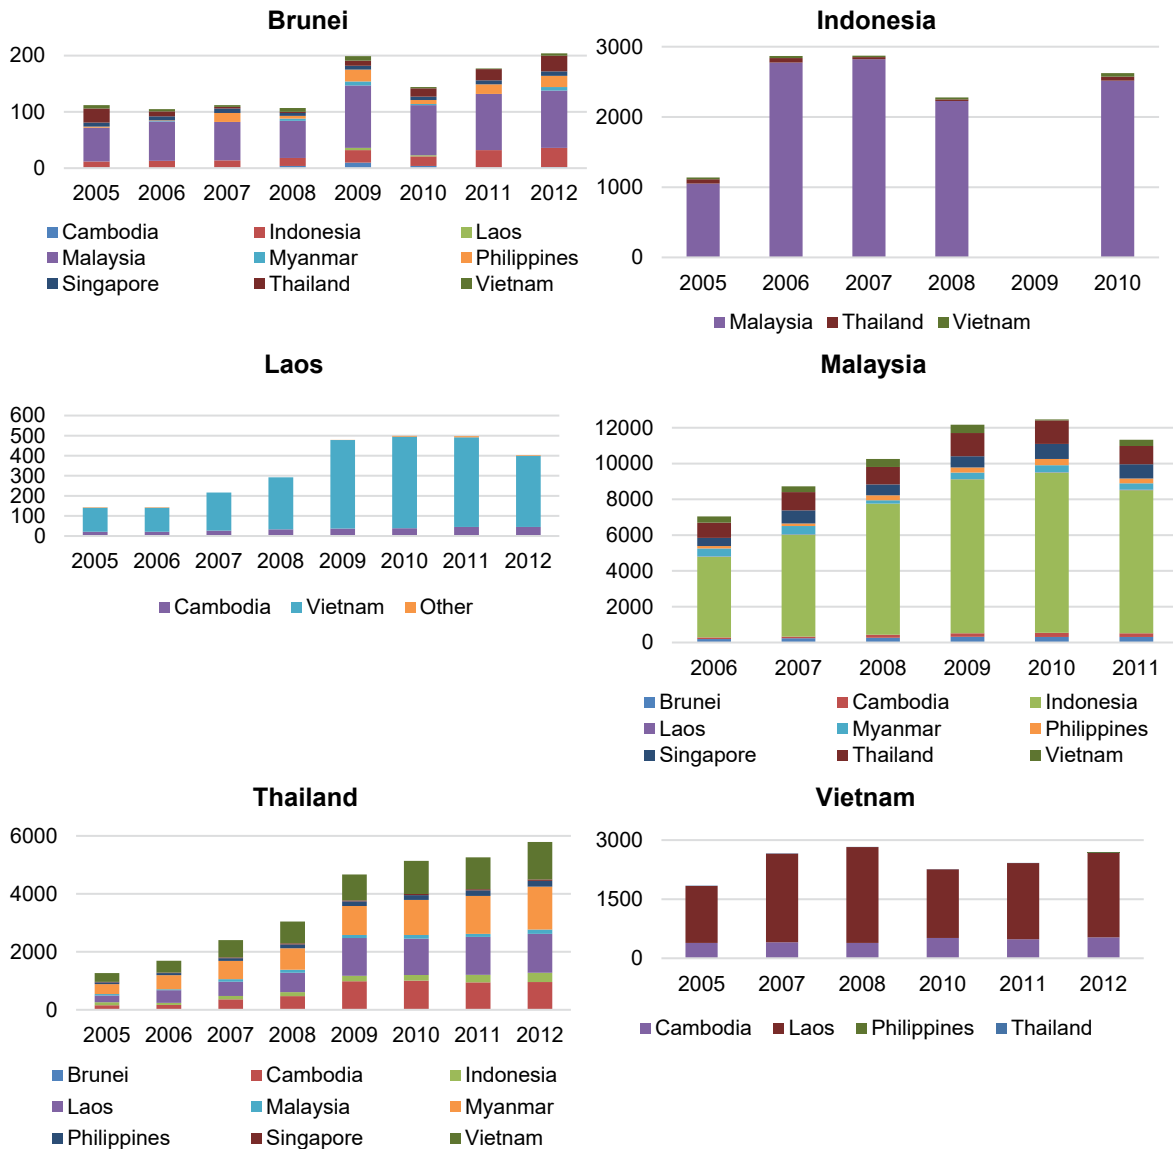 Brunei
200
100
0
2005 2006 2007 2008 2009 2010 2011 2012
Cambodia Indonesia Laos
Malaysia Myanmar Philippines
Singapore Thailand Vietnam
Indonesia
3000
2000
1000
0
2005 2006 2007 2008 2009 2010
Malaysia Thailand Vietnam
Laos
600
500
400
300
200
100
0
2005 2006 2007 2008 2009 2010 2011 2012
Cambodia Vietnam Other
Malaysia
12000
10000
8000
6000
4000
2000
0
2006 2007 2008 2009 2010 2011
Brunei Cambodia Indonesia
Laos Myanmar Philippines
Singapore Thailand Vietnam
Thailand
6000
4000
2000
0
2005 2006 2007 2008 2009 2010 2011 2012
Brunei Cambodia Indonesia
Laos Malaysia Myanmar
Philippines Singapore Vietnam
Vietnam
3000
1500
0
2005 2007 2008 2010 2011 2012
Cambodia Laos Philippines Thailand